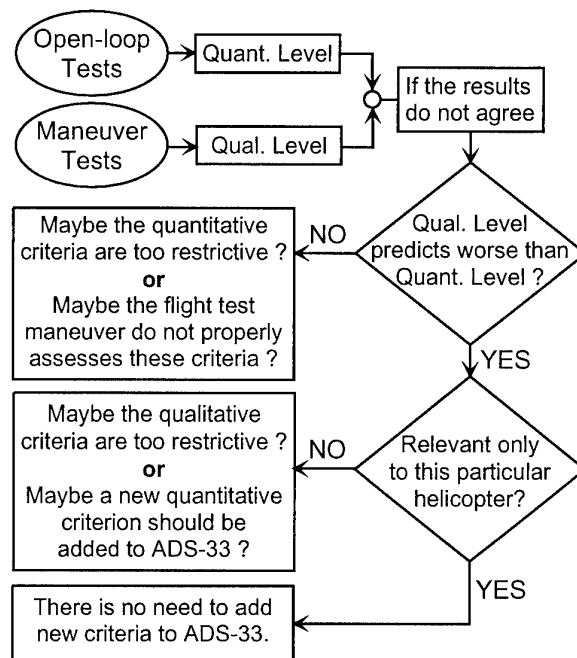 Open-loop
Tests
Quant. Level
If the results
do not agree
Maneuver
Tests
Qual. Level
Qual. Level
predicts worse than
Quant. Level ?
NO
Maybe the quantitative
criteria are too restrictive ?
or
Maybe the flight test
maneuver do not properly
assesses these criteria ?
YES
Relevant only
to this particular
helicopter?
NO
Maybe the qualitative
criteria are too restrictive ?
or
Maybe a new quantitative
criterion should be
added to ADS-33 ?
YES
There is no need to add
new criteria to ADS-33.